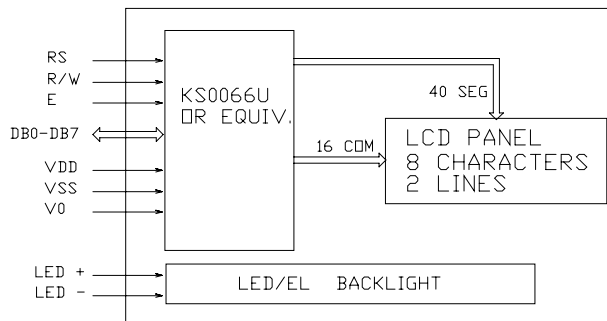 RS
R/W
E
DB0-DB7
VDD
VSS
V0
KS0066U
OR EQUIV.
40 SEG
16 COM
LCD PANEL
8 CHARACTERS
2 LINES
LED +
LED -
LED/EL BACKLIGHT